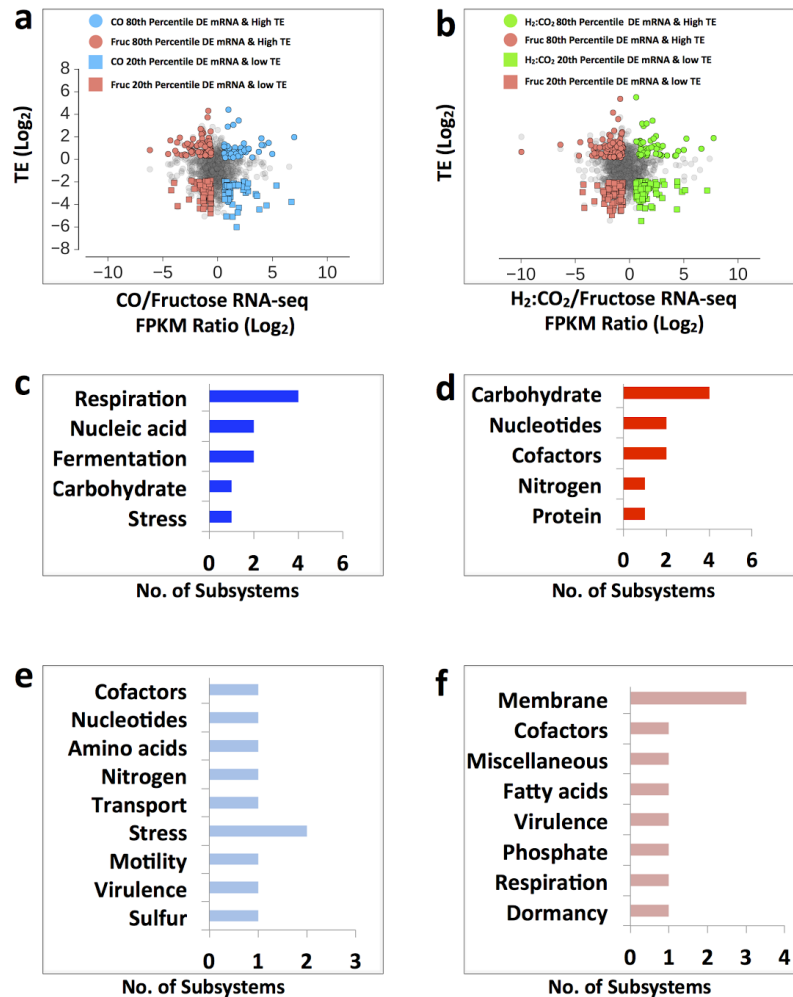 a
CO 80th Percentile DE mRNA & High TE
Fruc 80th Percentile DE mRNA & High TE
CO 20th Percentile DE mRNA & low TE
Fruc 20th Percentile DE mRNA & low TE
TE (Log₂)
8
6
4
2
0
−2
−4
−6
−8
−10
−5
0
5
10
CO/Fructose RNA-seq
FPKM Ratio (Log₂)
b
H₂:CO₂ 80th Percentile DE mRNA & High TE
Fruc 80th Percentile DE mRNA & High TE
H₂:CO₂ 20th Percentile DE mRNA & low TE
Fruc 20th Percentile DE mRNA & low TE
TE (Log₂)
−10
−5
0
5
10
H₂:CO₂/Fructose RNA-seq
FPKM Ratio (Log₂)
c
Respiration
Nucleic acid
Fermentation
Carbohydrate
Stress
0 2 4 6
No. of Subsystems
d
Carbohydrate
Nucleotides
Cofactors
Nitrogen
Protein
0 2 4 6
No. of Subsystems
e
Cofactors
Nucleotides
Amino acids
Nitrogen
Transport
Stress
Motility
Virulence
Sulfur
0 1 2 3
No. of Subsystems
f
Membrane
Cofactors
Miscellaneous
Fatty acids
Virulence
Phosphate
Respiration
Dormancy
0 1 2 3 4
No. of Subsystems